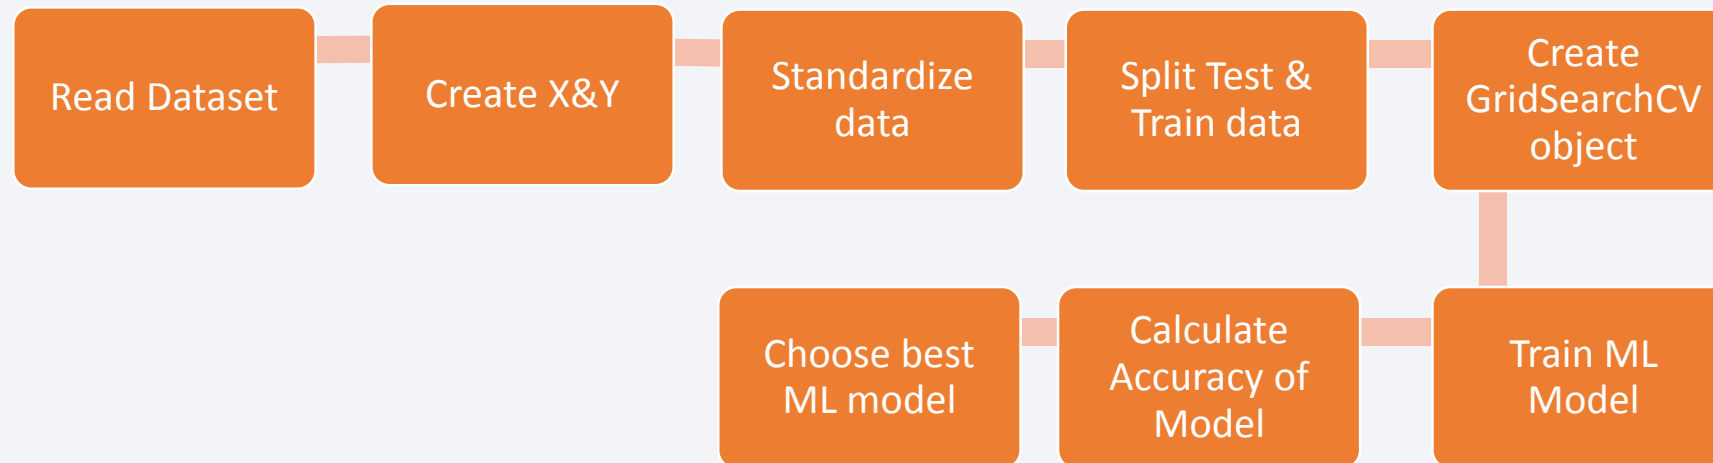 Read Dataset
Create X&Y
Standardize
data
Split Test &
Train data
Create
GridSearchCV
object
Train ML
Model
Calculate
Accuracy of
Model
Choose best
ML model